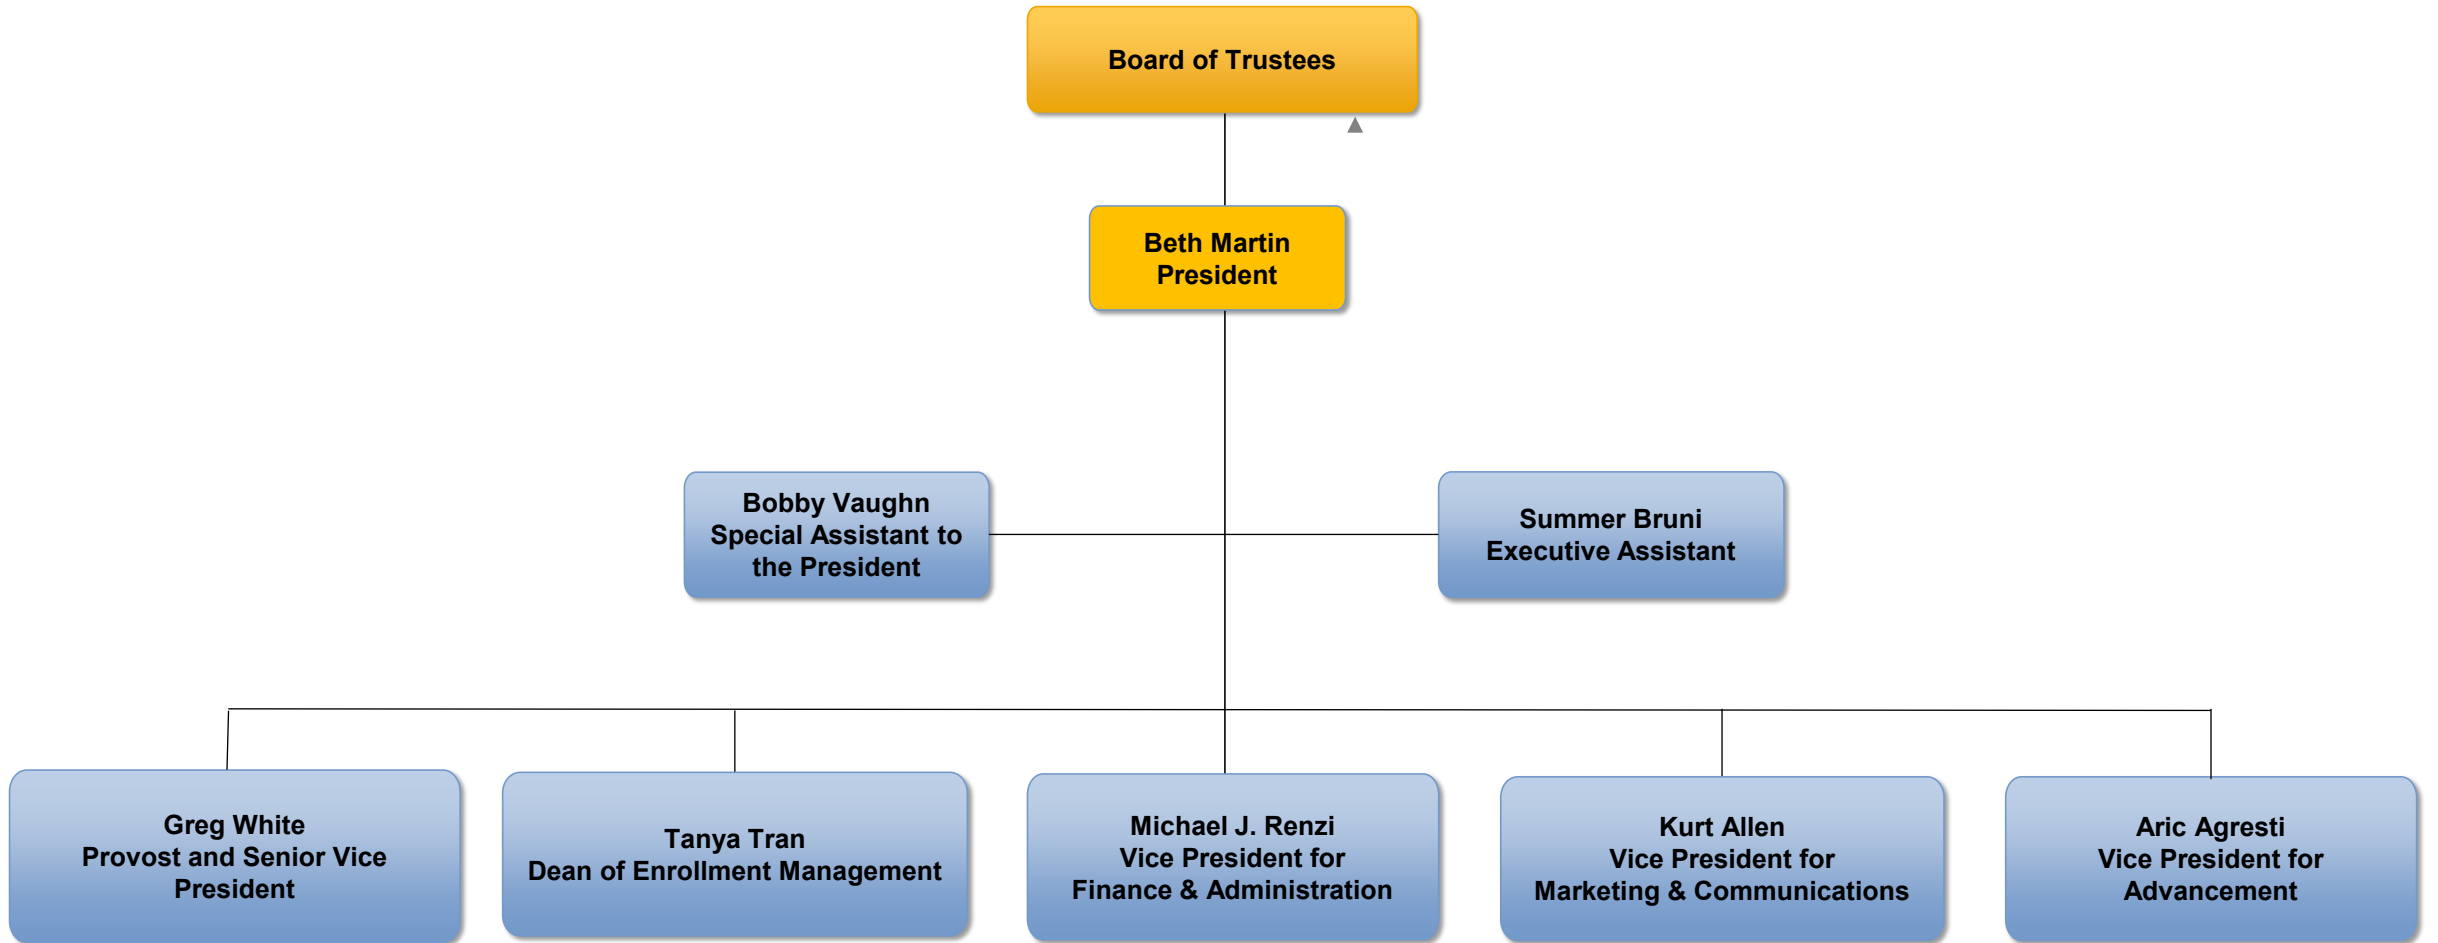 Board of Trustees
Beth Martin
President
Bobby Vaughn
Special Assistant to
the President
Summer Bruni
Executive Assistant
Greg White
Provost and Senior Vice
President
Tanya Tran
Dean of Enrollment Management
Michael J. Renzi
Vice President for
Finance & Administration
Kurt Allen
Vice President for
Marketing & Communications
Aric Agresti
Vice President for
Advancement